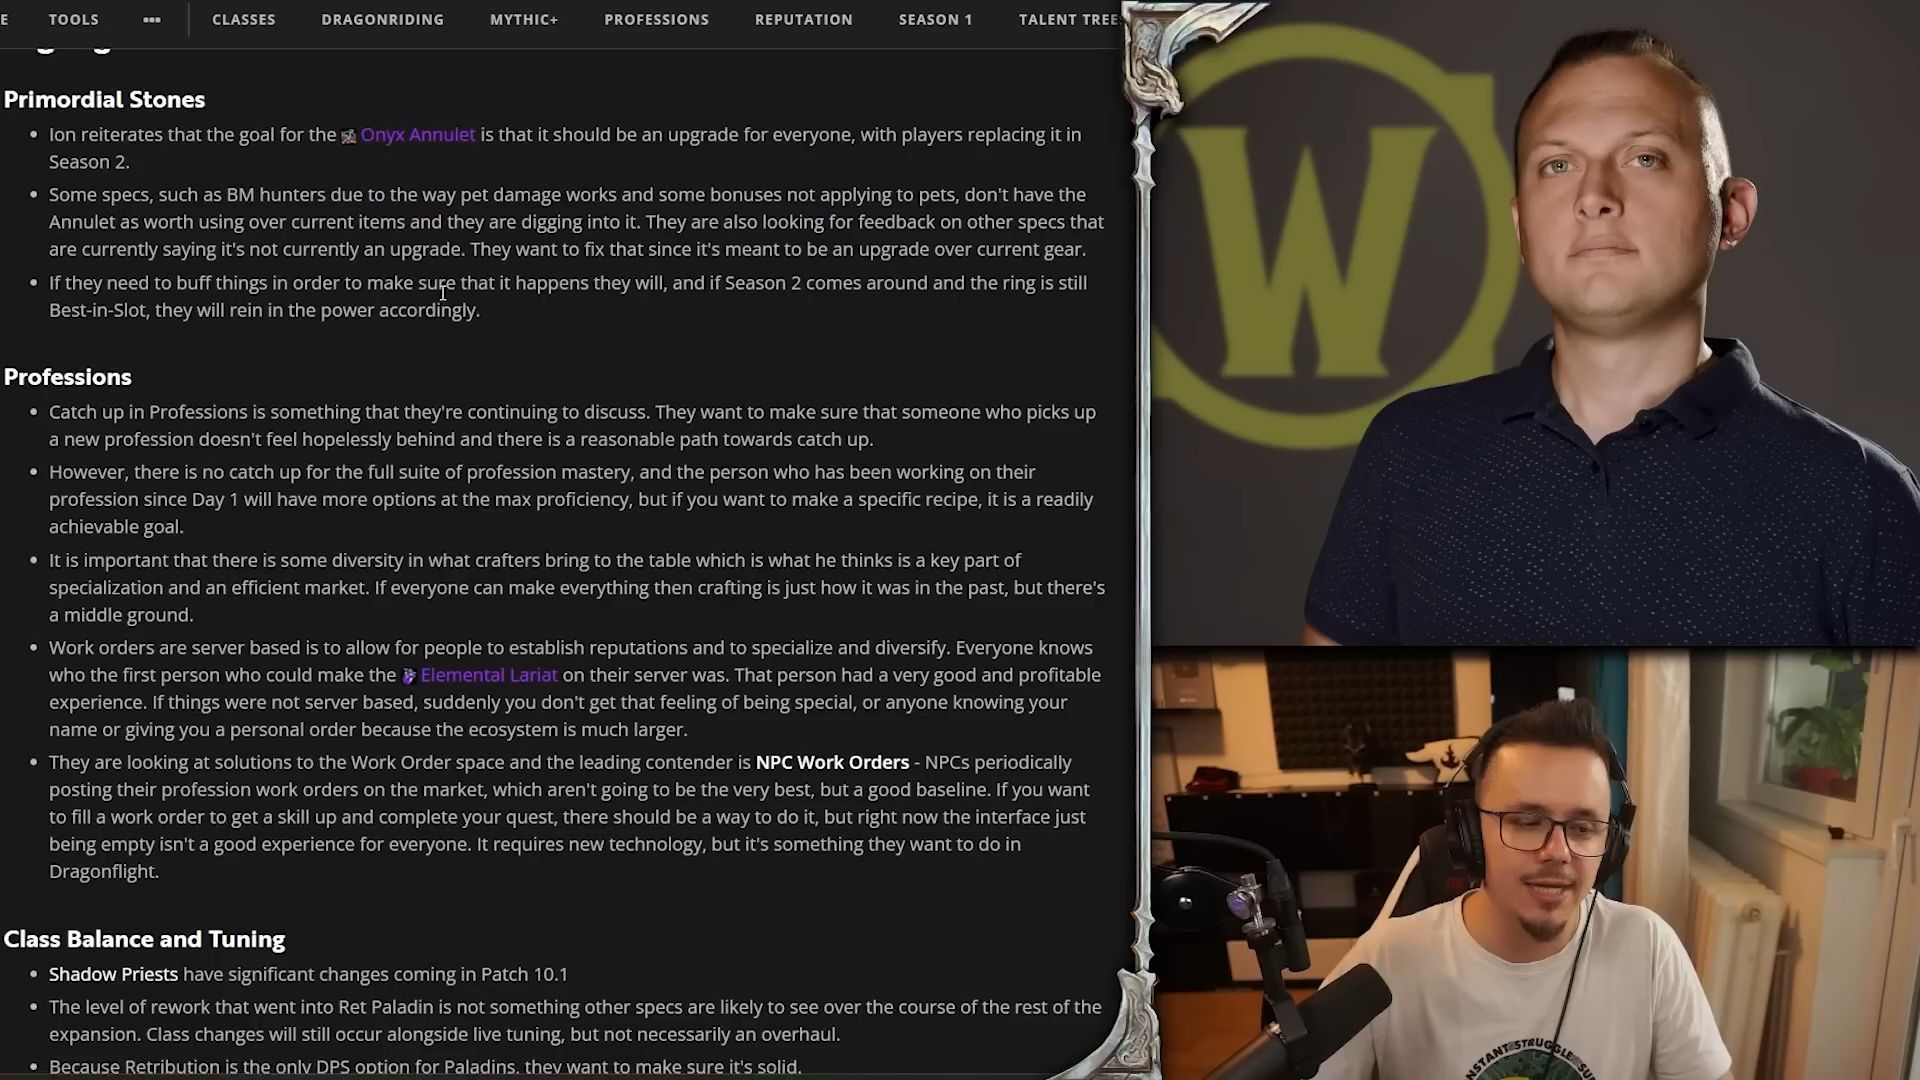 TOOLS ••• CLASSES DRAGONRIDING MYTHIC+ PROFESSIONS REPUTATION SEASON 1 TALENT TREE
Primordial Stones
• Ion reiterates that the goal for the Onyx Annulet is that it should be an upgrade for everyone, with players replacing it in
Season 2.
• Some specs, such as BM hunters due to the way pet damage works and some bonuses not applying to pets, don't have the
Annulet as worth using over current items and they are digging into it. They are also looking for feedback on other specs that
are currently saying it's not currently an upgrade. They want to fix that since it's meant to be an upgrade over current gear.
• If they need to buff things in order to make sure that it happens they will, and if Season 2 comes around and the ring is still
Best-in-Slot, they will rein in the power accordingly.
Professions
• Catch up in Professions is something that they're continuing to discuss. They want to make sure that someone who picks up
a new profession doesn't feel hopelessly behind and there is a reasonable path towards catch up.
• However, there is no catch up for the full suite of profession mastery, and the person who has been working on their
profession since Day 1 will have more options at the max proficiency, but if you want to make a specific recipe, it is a readily
achievable goal.
• It is important that there is some diversity in what crafters bring to the table which is what he thinks is a key part of
specialization and an efficient market. If everyone can make everything then crafting is just how it was in the past, but there's
a middle ground.
• Work orders are server based is to allow for people to establish reputations and to specialize and diversify. Everyone knows
who the first person who could make the Elemental Lariat on their server was. That person had a very good and profitable
experience. If things were not server based, suddenly you don't get that feeling of being special, or anyone knowing your
name or giving you a personal order because the ecosystem is much larger.
• They are looking at solutions to the Work Order space and the leading contender is NPC Work Orders - NPCs periodically
posting their profession work orders on the market, which aren't going to be the very best, but a good baseline. If you want
to fill a work order to get a skill up and complete your quest, there should be a way to do it, but right now the interface just
being empty isn't a good experience for everyone. It requires new technology, but it's something they want to do in
Dragonflight.
Class Balance and Tuning
• Shadow Priests have significant changes coming in Patch 10.1
• The level of rework that went into Ret Paladin is not something other specs are likely to see over the course of the rest of the
expansion. Class changes will still occur alongside live tuning, but not necessarily an overhaul.
• Because Retribution is the only DPS option for Paladins, they want to make sure it's solid.
W